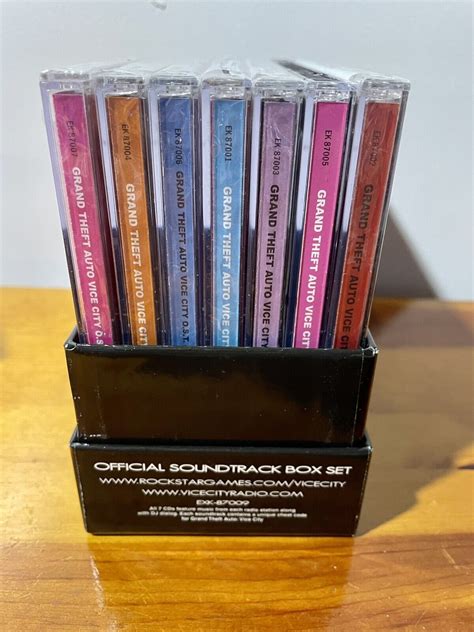 EK 87007 GRAND THEFT AUTO VICE CITY O.S.T.
EK 87004 GRAND THEFT AUTO VICE CITY
EK 87006 GRAND THEFT AUTO VICE CITY O.S.T.
EK 87001 GRAND THEFT AUTO VICE CITY
EK 87003 GRAND THEFT AUTO VICE CITY
EK 87005 GRAND THEFT AUTO VICE CITY
EK 87002 GRAND THEFT AUTO VICE CITY
OFFICIAL SOUNDTRACK BOX SET
WWW.ROCKSTARGAMES.COM/VICECITY
WWW.VICECITYRADIO.COM
EXK-87009
All 7 CDs feature music from each radio station along
with DJ dialog. Each soundtrack contains a unique cheat code
for Grand Theft Auto: Vice City